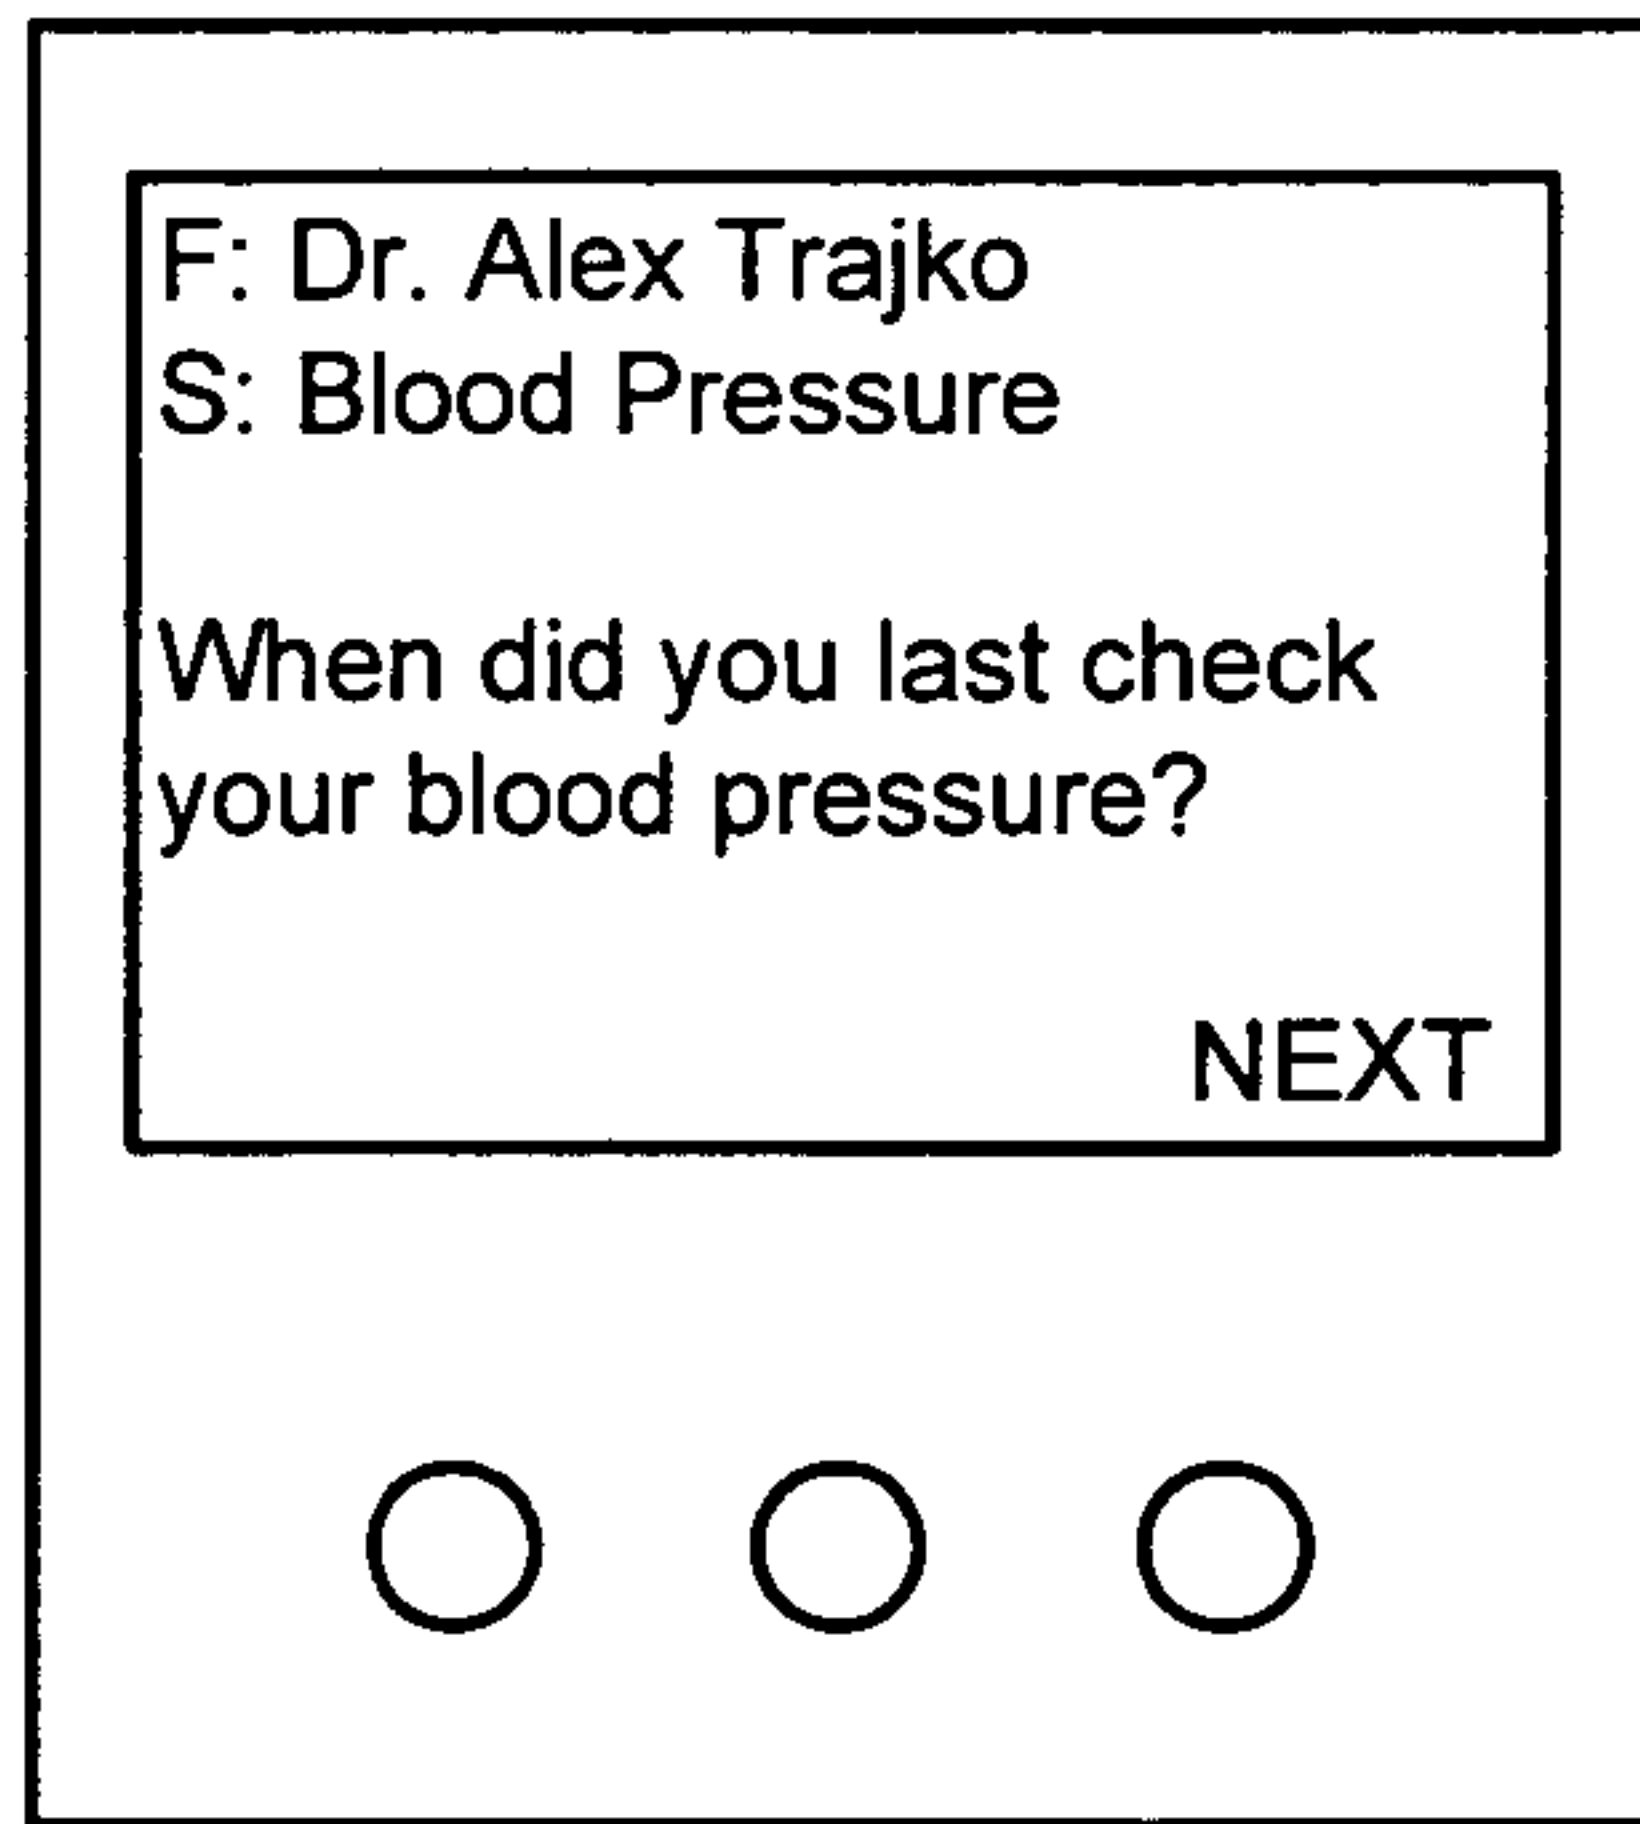 F: Dr. Alex Trajko
S: Blood Pressure
When did you last check
your blood pressure?
NEXT